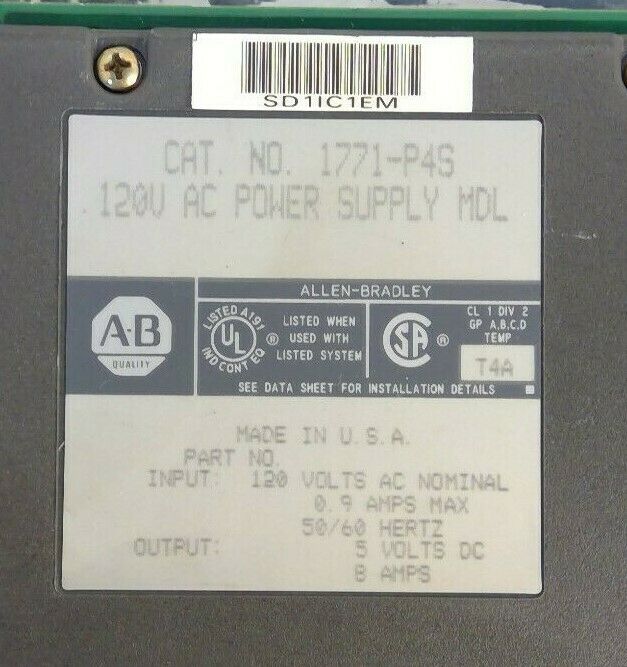 SD1IC1EM
CAT. NO. 1771-P4S
120V AC POWER SUPPLY MDL
ALLEN-BRADLEY
A-B
QUALITY
LISTED A191
UL
IND CONT EQ
®
LISTED WHEN
USED WITH
LISTED SYSTEM
SA
®
CL 1 DIV 2
GP A,B,C,D
TEMP
T4A
SEE DATA SHEET FOR INSTALLATION DETAILS
MADE IN U.S.A.
PART NO.
INPUT: 120 VOLTS AC NOMINAL
0.9 AMPS MAX
50/60 HERTZ
OUTPUT: 5 VOLTS DC
8 AMPS